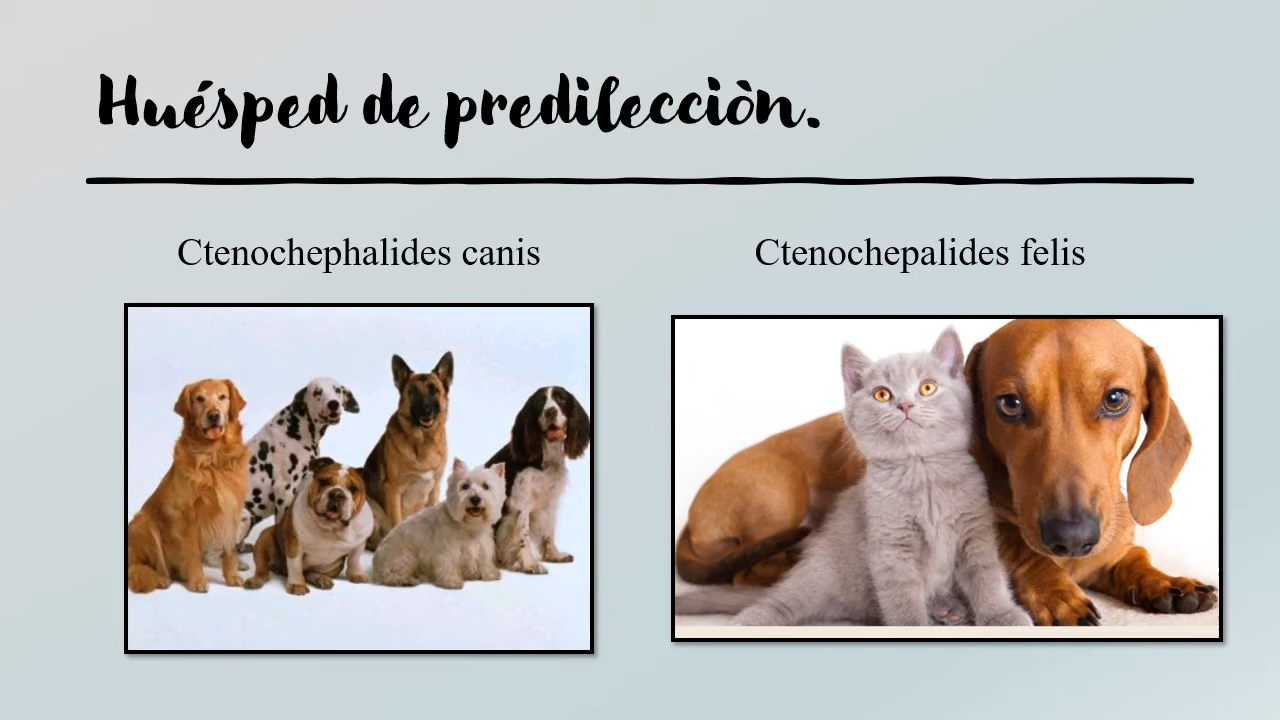 Huésped de predilecciòn.
Ctenochephalides canis
Ctenochepalides felis